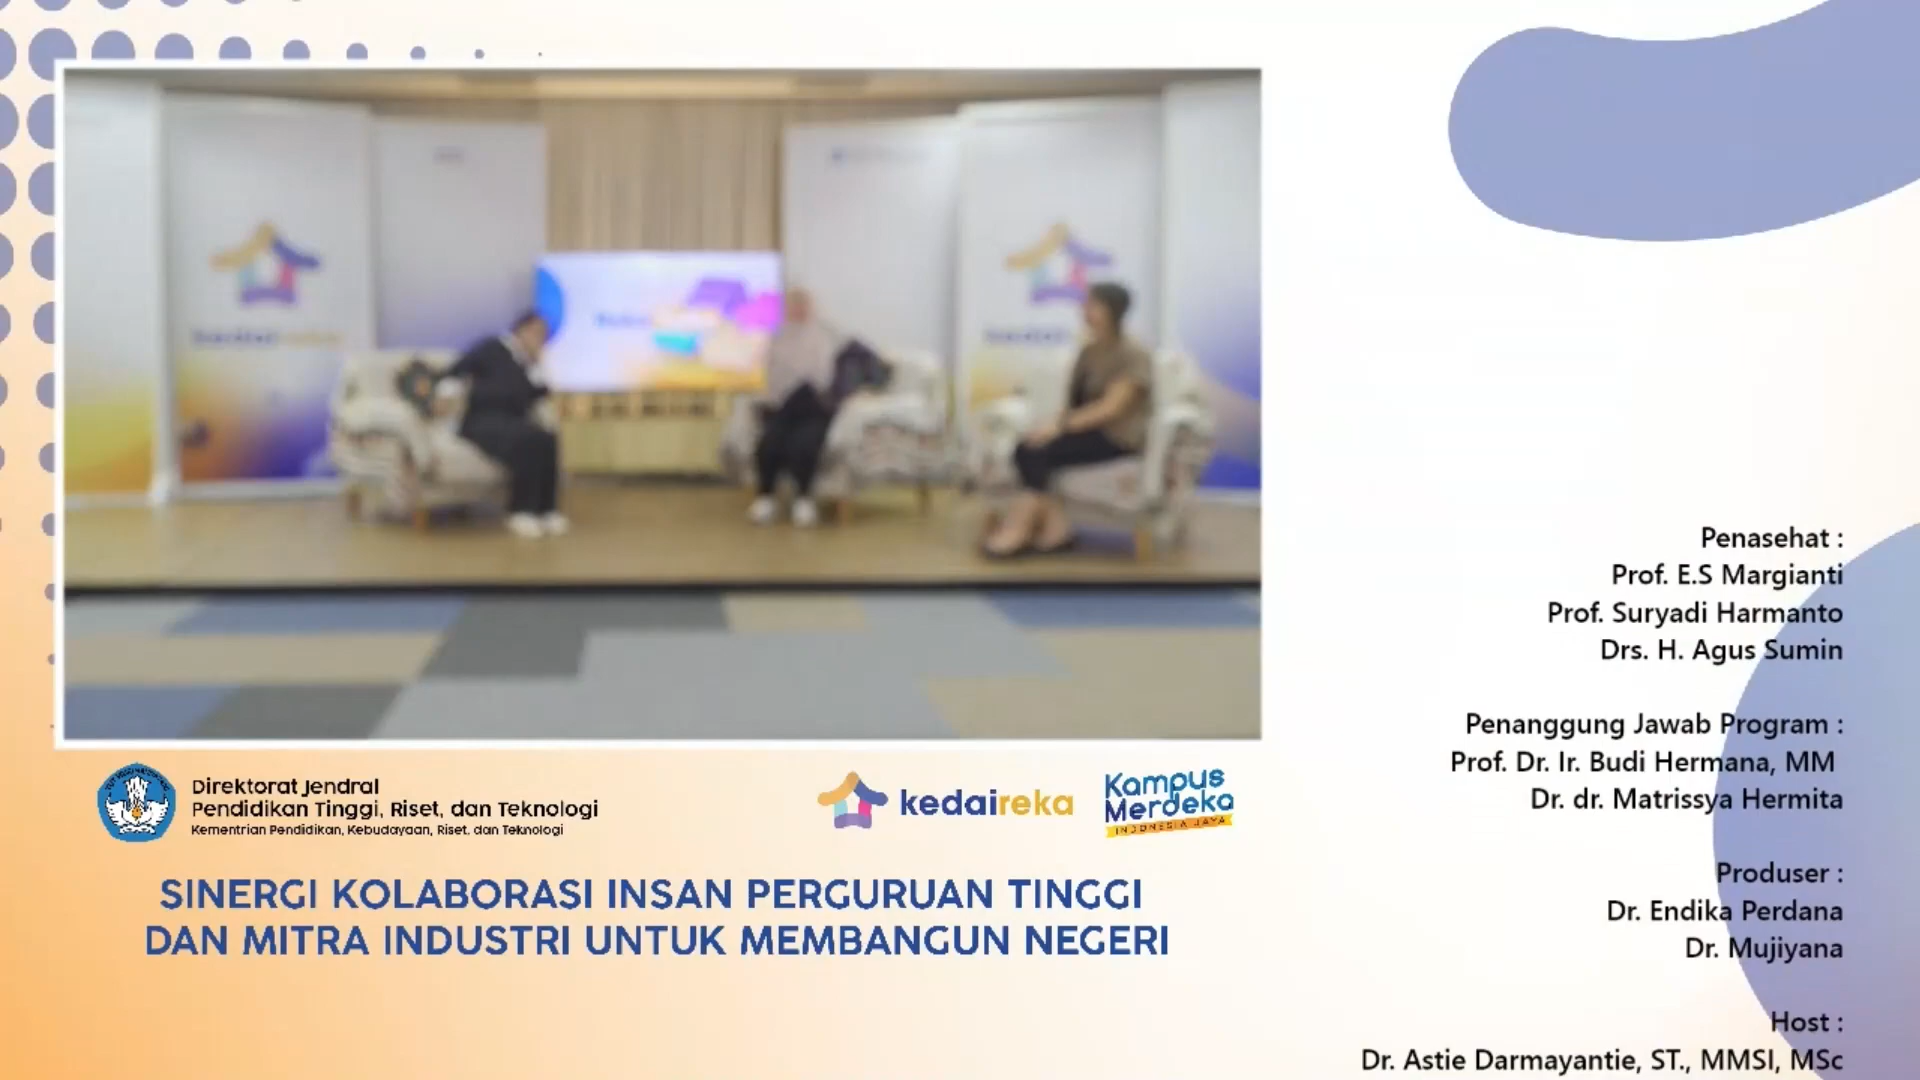 Direktorat Jendral
Pendidikan Tinggi, Riset, dan Teknologi
Kementrian Pendidikan, Kebudayaan, Riset, dan Teknologi
kedaireka
Kampus
Merdeka
INDONESIA JAYA
SINERGI KOLABORASI INSAN PERGURUAN TINGGI
DAN MITRA INDUSTRI UNTUK MEMBANGUN NEGERI
Penasehat :
Prof. E.S Margianti
Prof. Suryadi Harmanto
Drs. H. Agus Sumin
Penanggung Jawab Program :
Prof. Dr. Ir. Budi Hermana, MM
Dr. dr. Matrissya Hermita
Produser :
Dr. Endika Perdana
Dr. Mujiyana
Host :
Dr. Astie Darmayantie, ST., MMSI, MSc